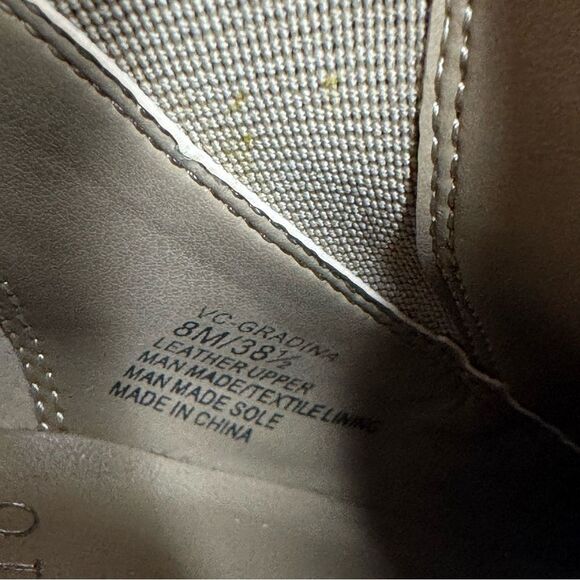 VC-GRADINA
8M/38½
LEATHER UPPER
MAN MADE/TEXTILE LINING
MAN MADE SOLE
MADE IN CHINA